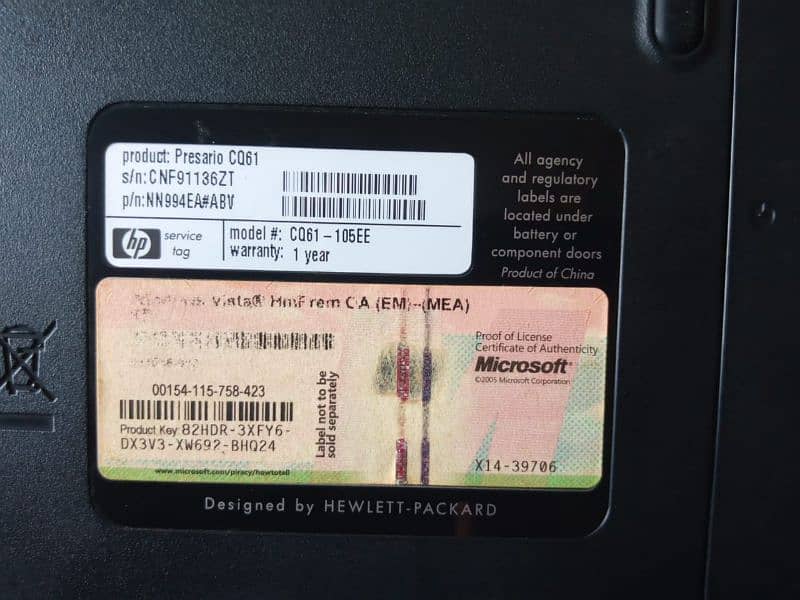 product: Presario CQ61
s/n:CNF91136ZT
p/n:NN994EA#ABV
hp service tag
model #: CQ61-105EE
warranty: 1 year
All agency
and regulatory
labels are
located under
battery or
component doors
Product of China
Vista® HmPrem OA (EM)-(MEA)
Proof of License
Certificate of Authenticity
Microsoft®
©2005 Microsoft Corporation
00154-115-758-423
Product Key: 82HDR-3XFY6-
DX3V3-XW692-BHQ24
Label not to be
sold separately
www.microsoft.com/piracy/howtotell
X14-39706
Designed by HEWLETT-PACKARD